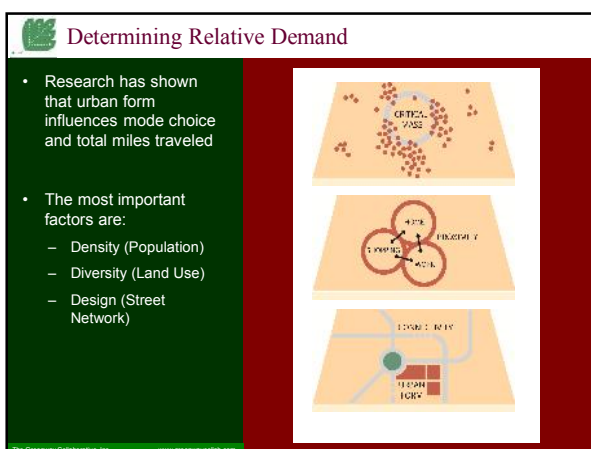 Determining Relative Demand
• Research has shown
that urban form
influences mode choice
and total miles traveled
• The most important
factors are:
– Density (Population)
– Diversity (Land Use)
– Design (Street
Network)
CRITICAL
MASS
HOME
PROXIMITY
SHOPPING
WORK
CONNECTIVITY
URBAN
FORM